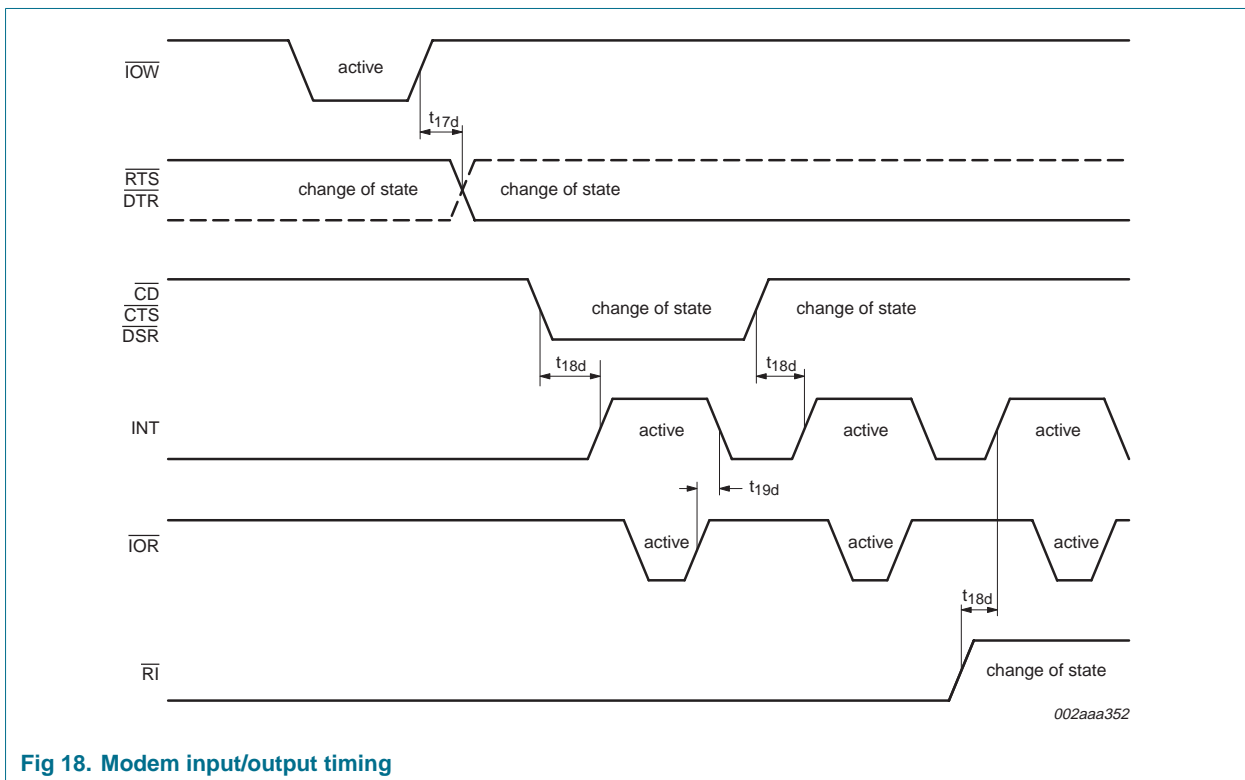 IOW
active
t17d
RTS
DTR
change of state
change of state
CD
CTS
DSR
change of state
change of state
t18d
t18d
INT
active
active
active
t19d
IOR
active
active
active
t18d
RI
change of state
002aaa352
Fig 18. Modem input/output timing